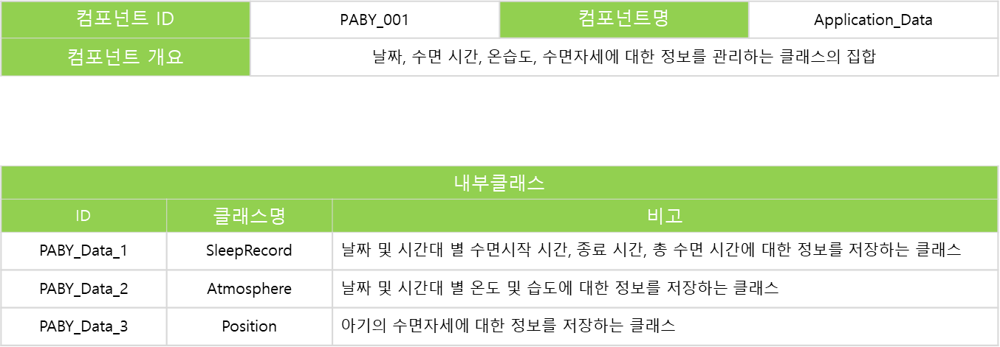 컴포넌트 ID PABY_001 컴포넌트명 Application_Data
컴포넌트 개요 날짜, 수면 시간, 온습도, 수면자세에 대한 정보를 관리하는 클래스의 집합
내부클래스
ID 클래스명 비고
PABY_Data_1 SleepRecord 날짜 및 시간대 별 수면시작 시간, 종료 시간, 총 수면 시간에 대한 정보를 저장하는 클래스
PABY_Data_2 Atmosphere 날짜 및 시간대 별 온도 및 습도에 대한 정보를 저장하는 클래스
PABY_Data_3 Position 아기의 수면자세에 대한 정보를 저장하는 클래스